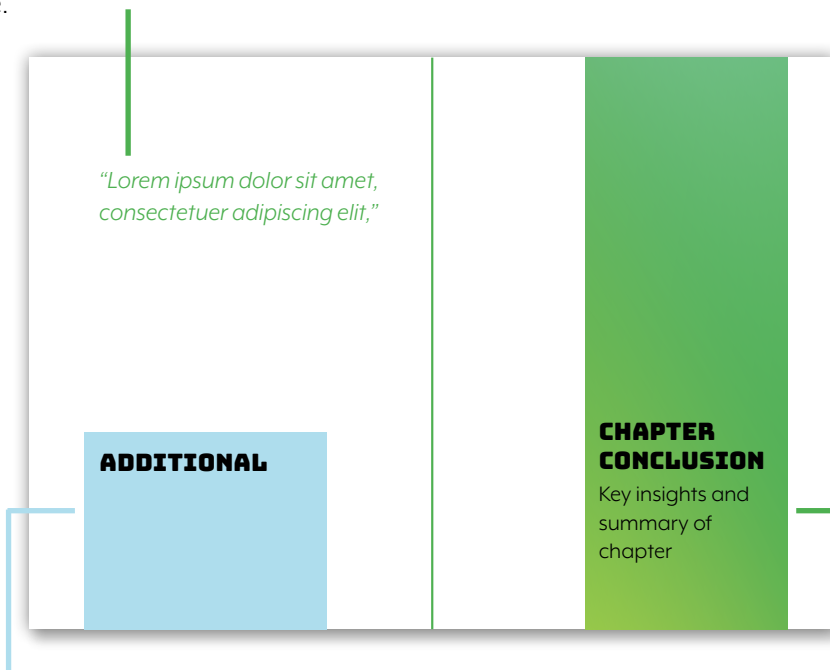 “Lorem ipsum dolor sit amet,
consectetuer adipiscing elit,”
ADDITIONAL
CHAPTER
CONCLUSION
Key insights and
summary of
chapter